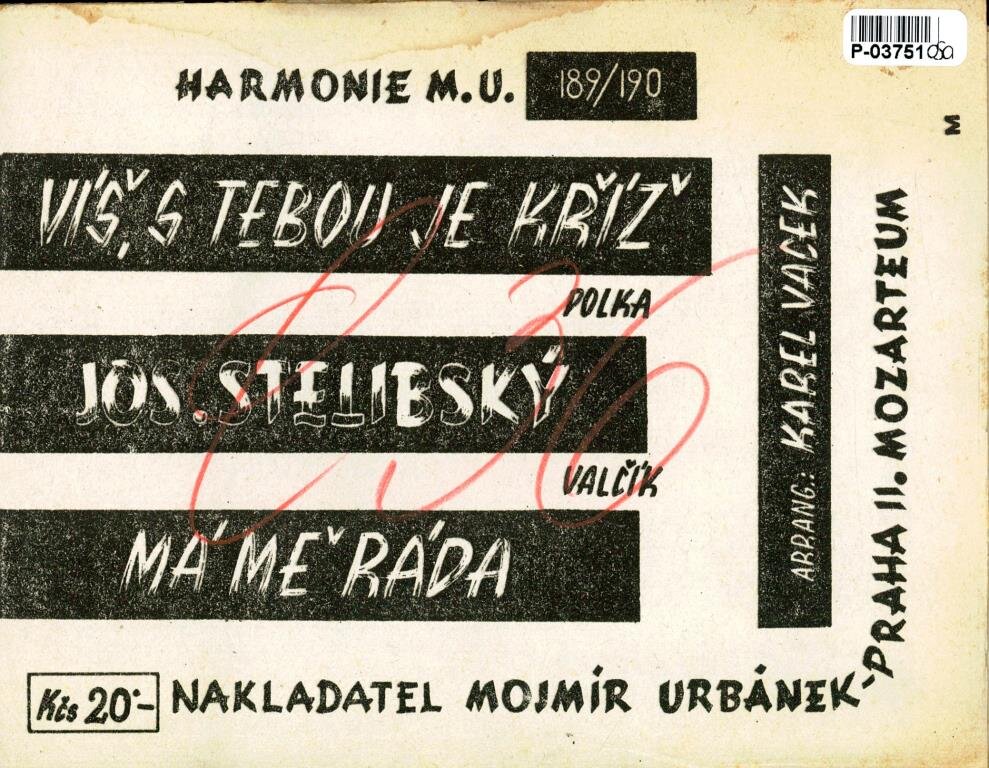 P-03751 OSA
HARMONIE M.U. 189/190
M
VÍŠ, S TEBOU JE KŘÍŽ
POLKA
JOS. STELIBSKÝ
VALČÍK
MÁ MĚ RÁDA
ARRANG.: KAREL VACEK
Kčs 20·- NAKLADATEL MOJMÍR URBÁNEK-PRAHA II. MOZARTEUM